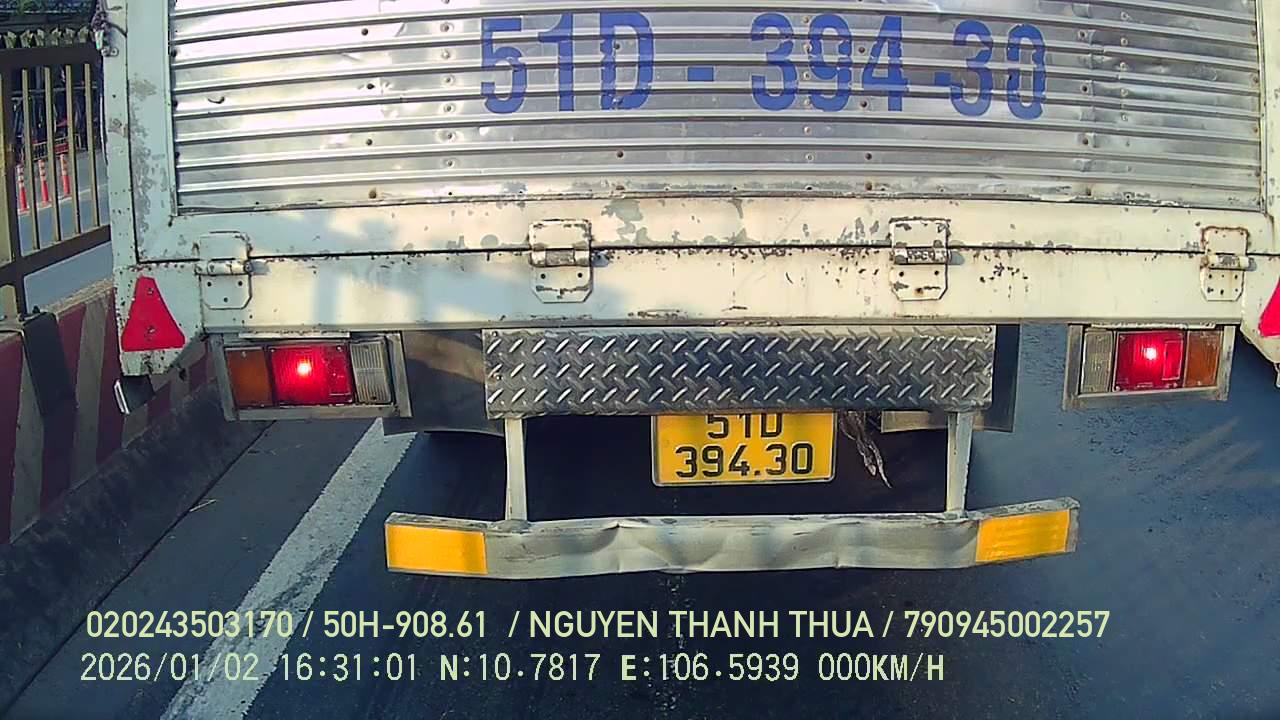 51D - 394.30
51D
394.30
020243503170 / 50H-908.61 / NGUYEN THANH THUA / 790945002257
2026/01/02 16:31:01 N:10.7817 E:106.5939 000KM/H